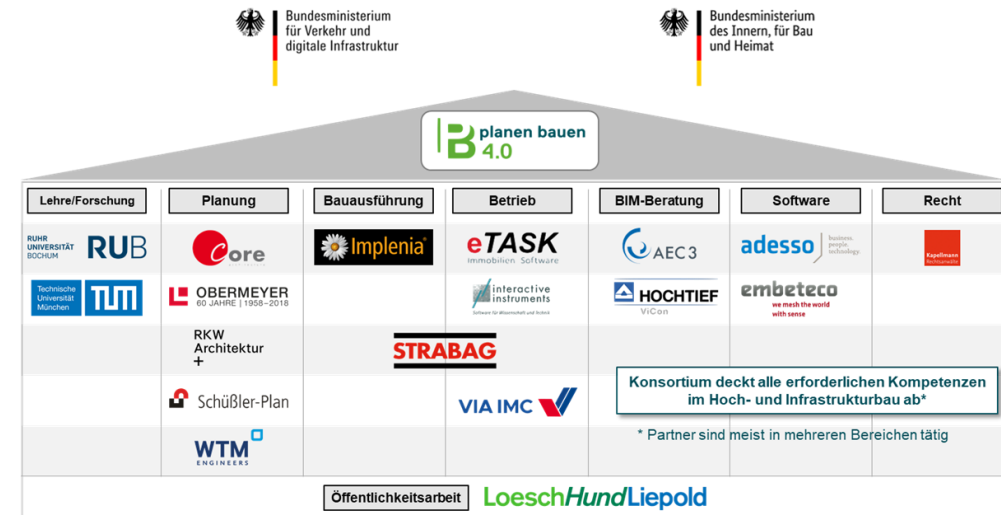 Bundesministerium
für Verkehr und
digitale Infrastruktur
Bundesministerium
des Innern, für Bau
und Heimat
planen bauen
4.0
Lehre/Forschung
Planung
Bauausführung
Betrieb
BIM-Beratung
Software
Recht
RUHR
UNIVERSITÄT
BOCHUM
RUB
Core
Implenia
eTASK
Immobilien Software
AEC3
adesso
business.
people.
technology.
Kapellmann
Rechtsanwälte
Technische
Universität
München
TUM
OBERMEYER
60 JAHRE | 1958-2018
interactive
instruments
Software für Wissenschaft und Technik
HOCHTIEF
ViCon
embeteco
we mesh the world
with sense
RKW
Architektur
+
STRABAG
Konsortium deckt alle erforderlichen Kompetenzen
im Hoch- und Infrastrukturbau ab*
Schüßler-Plan
VIA IMC
* Partner sind meist in mehreren Bereichen tätig
WTM
ENGINEERS
Öffentlichkeitsarbeit
LoeschHundLiepold